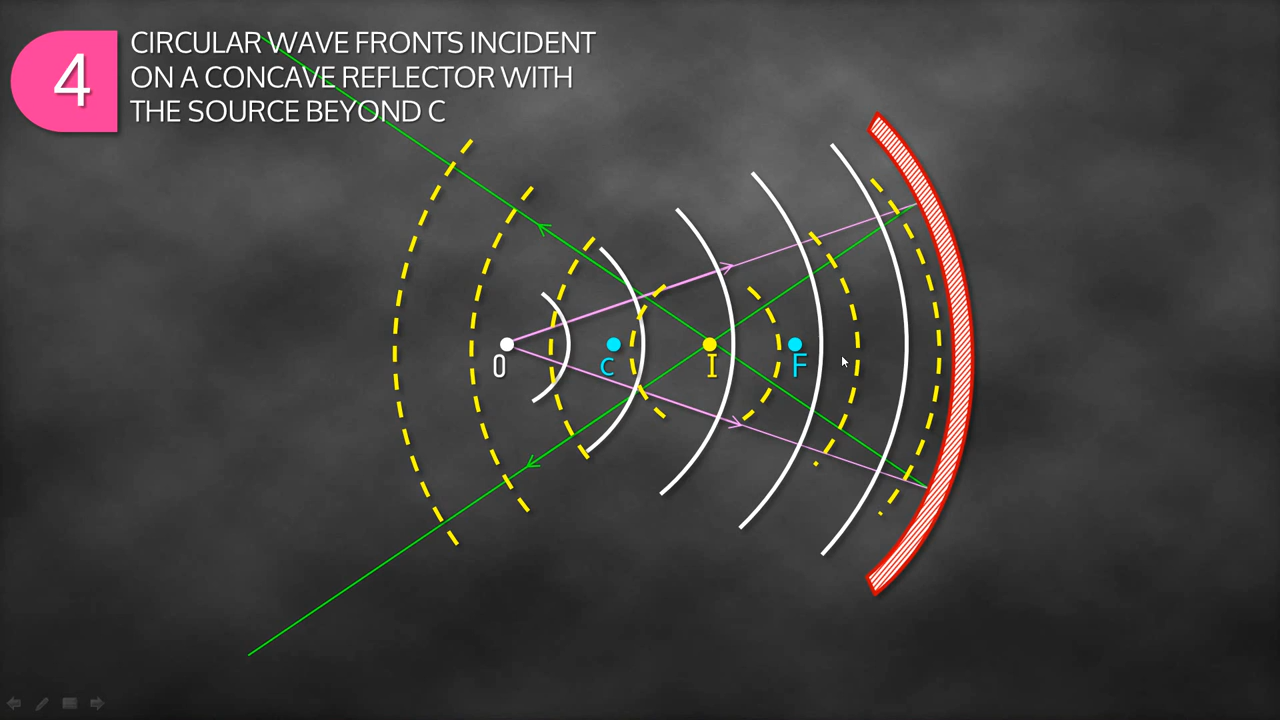 4
CIRCULAR WAVE FRONTS INCIDENT
ON A CONCAVE REFLECTOR WITH
THE SOURCE BEYOND C
O
C
I
F